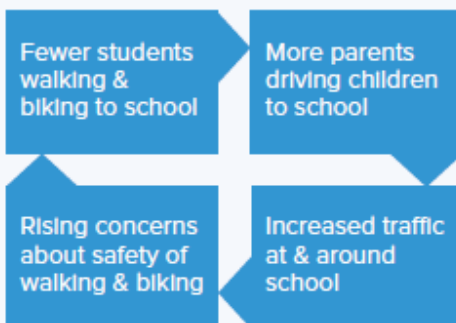 Fewer students
walking &
biking to school
More parents
driving children
to school
Increased traffic
at & around
school
Rising concerns
about safety of
walking & biking